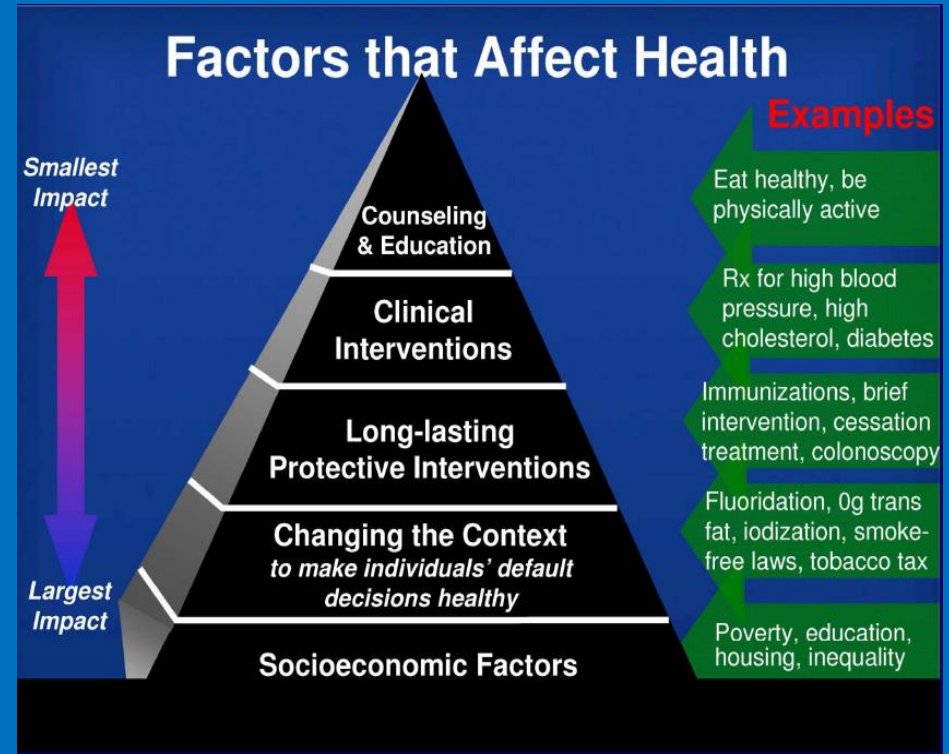 Factors that Affect Health
Examples
Smallest
Impact
Counseling
& Education
Eat healthy, be
physically active
Clinical
Interventions
Rx for high blood
pressure, high
cholesterol, diabetes
Long-lasting
Protective Interventions
Immunizations, brief
intervention, cessation
treatment, colonoscopy
Changing the Context
to make individuals' default
decisions healthy
Fluoridation, 0g trans
fat, iodization, smoke-
free laws, tobacco tax
Largest
Impact
Socioeconomic Factors
Poverty, education,
housing, inequality